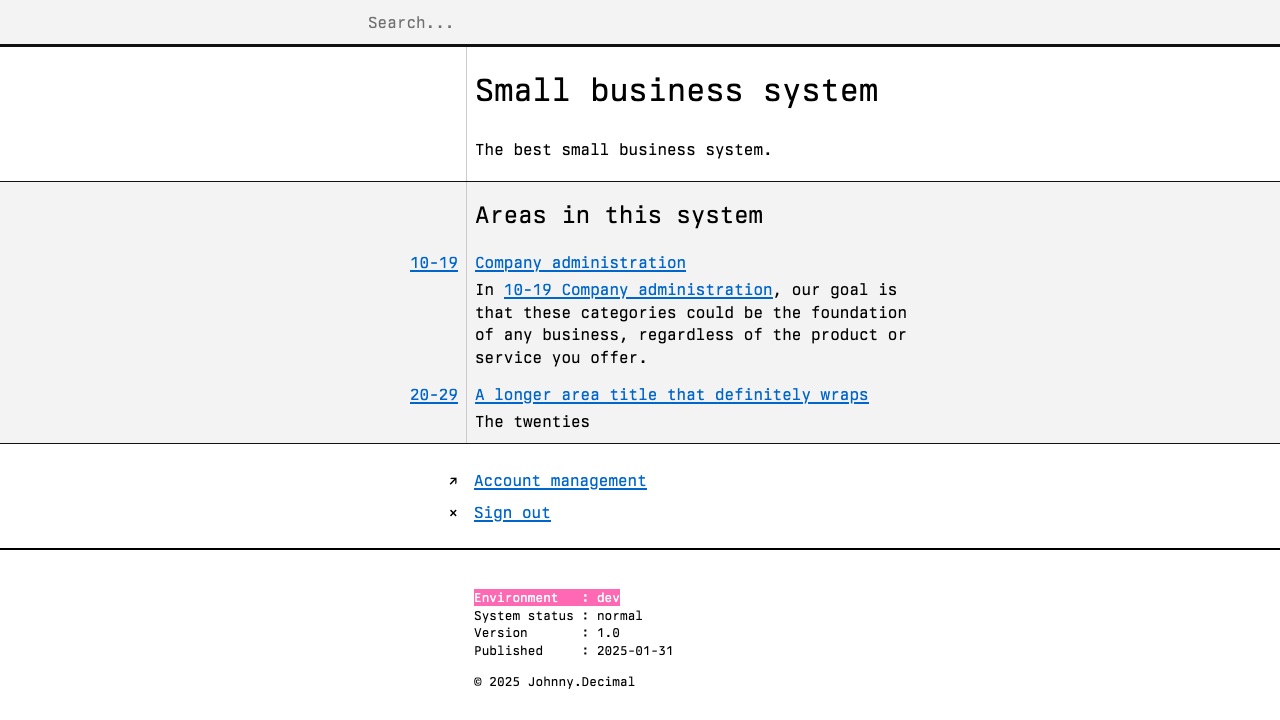 Search...
Small business system
The best small business system.
Areas in this system
10-19 Company administration
In 10-19 Company administration, our goal is
that these categories could be the foundation
of any business, regardless of the product or
service you offer.
20-29 A longer area title that definitely wraps
The twenties
↗ Account management
× Sign out
Environment   : dev
System status : normal
Version       : 1.0
Published     : 2025-01-31
© 2025 Johnny.Decimal